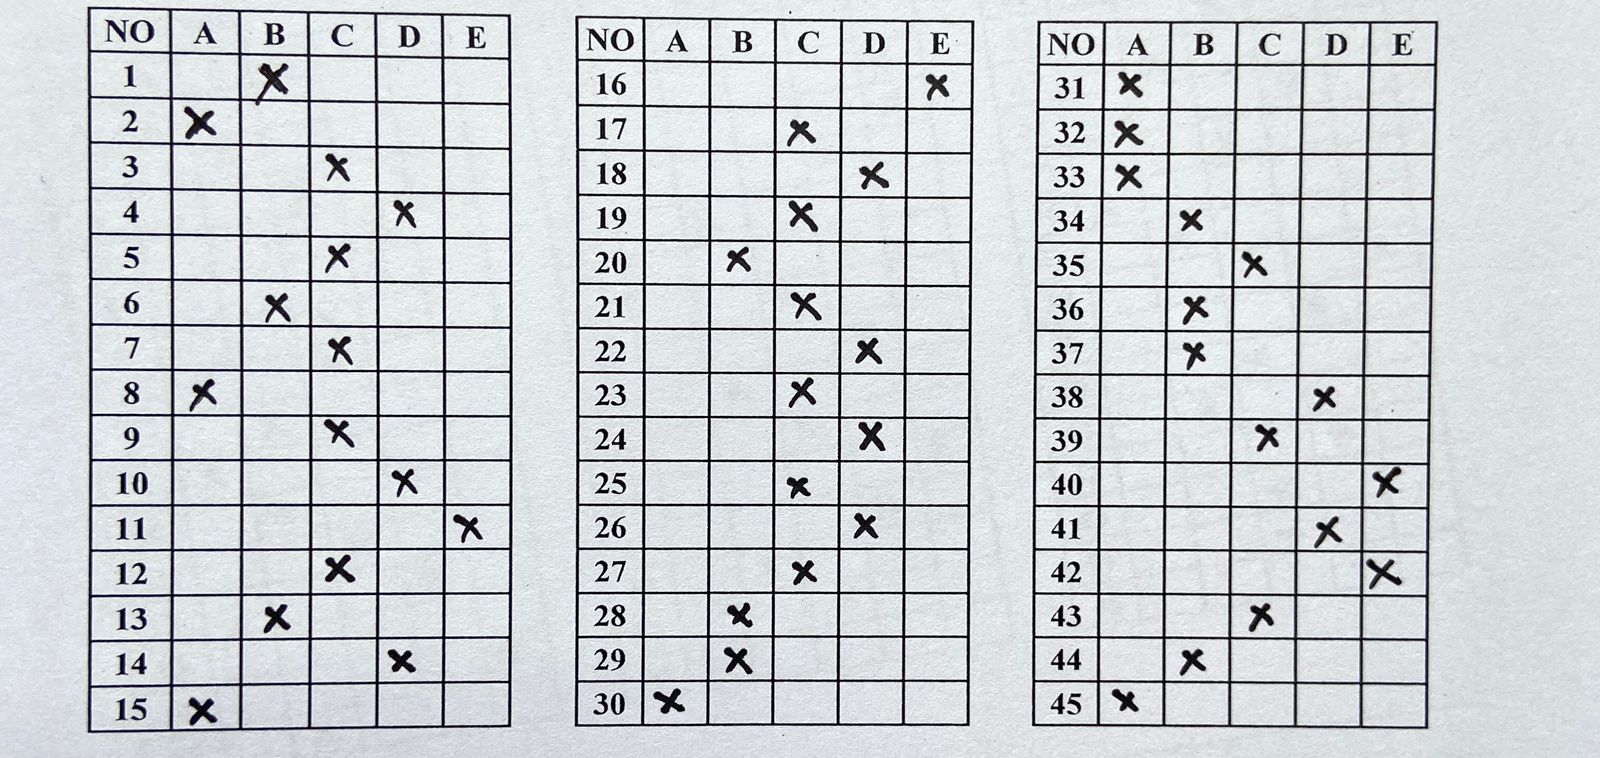 NO A B C D E
1 X
2 X
3 X
4 X
5 X
6 X
7 X
8 X
9 X
10 X
11 X
12 X
13 X
14 X
15 X
NO A B C D E
16 X
17 X
18 X
19 X
20 X
21 X
22 X
23 X
24 X
25 X
26 X
27 X
28 X
29 X
30 X
NO A B C D E
31 X
32 X
33 X
34 X
35 X
36 X
37 X
38 X
39 X
40 X
41 X
42 X
43 X
44 X
45 X